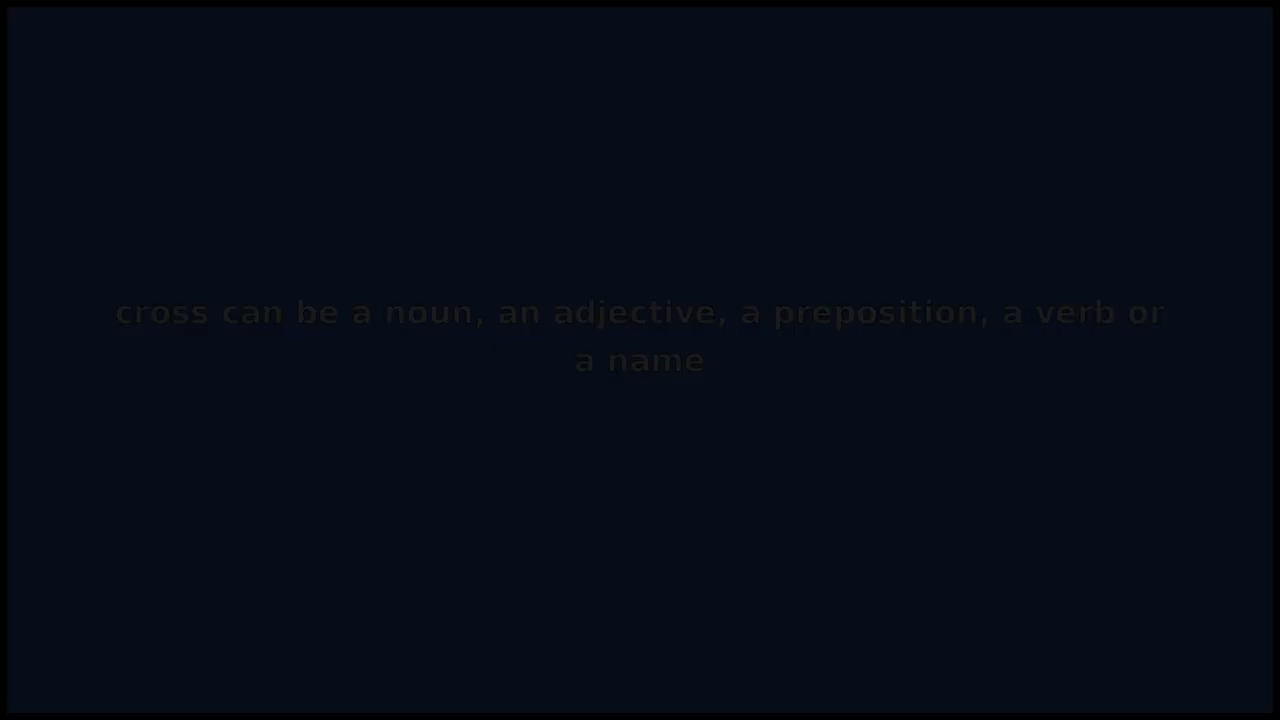 cross can be a noun, an adjective, a preposition, a verb or
a name